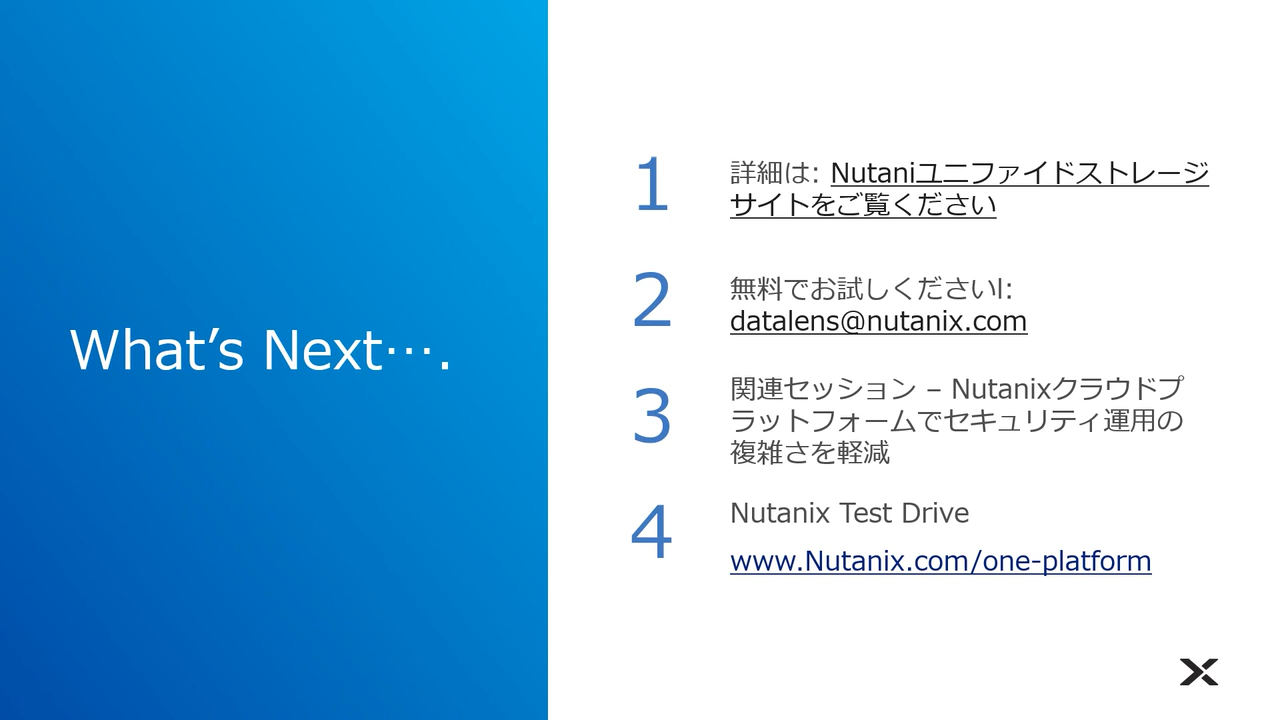 What’s Next….
1
詳細は: Nutaniユニファイドストレージ
サイトをご覧ください
2
無料でお試しくださいl:
datalens@nutanix.com
3
関連セッション – Nutanixクラウドプ
ラットフォームでセキュリティ運用の
複雑さを軽減
4
Nutanix Test Drive
www.Nutanix.com/one-platform